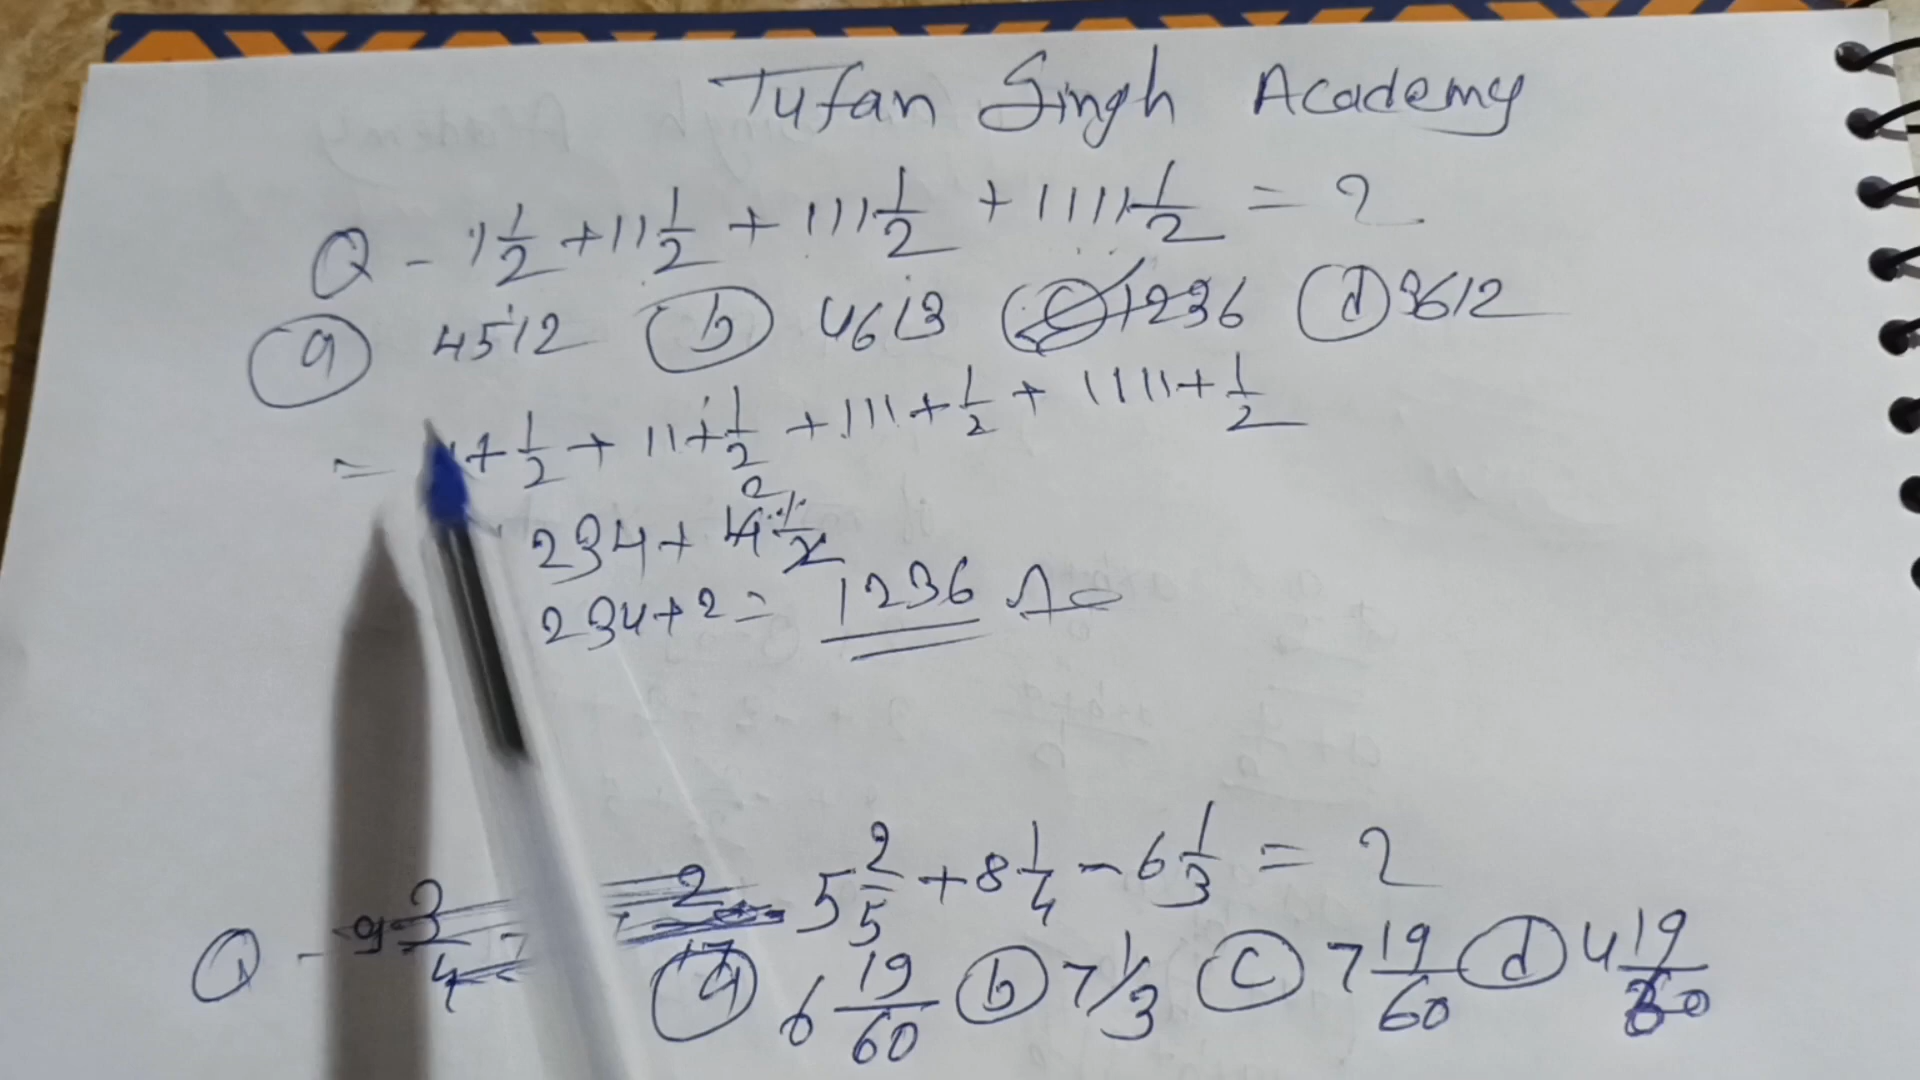 Tufan Singh Academy
Q - 1 1/2 + 11 1/2 + 111 1/2 + 1111 1/2 = ?
(a) 4512 (b) 4613 (c) 1236 (d) 3612
= 1 + 1/2 + 11 + 1/2 + 111 + 1/2 + 1111 + 1/2
234 + 4 1/2 2
234 + 2 = 1236 As
Q - 5 2/5 + 8 1/4 - 6 1/3 = ?
(a) 6 19/60 (b) 7 1/3 (c) 7 19/60 (d) 4 19/60